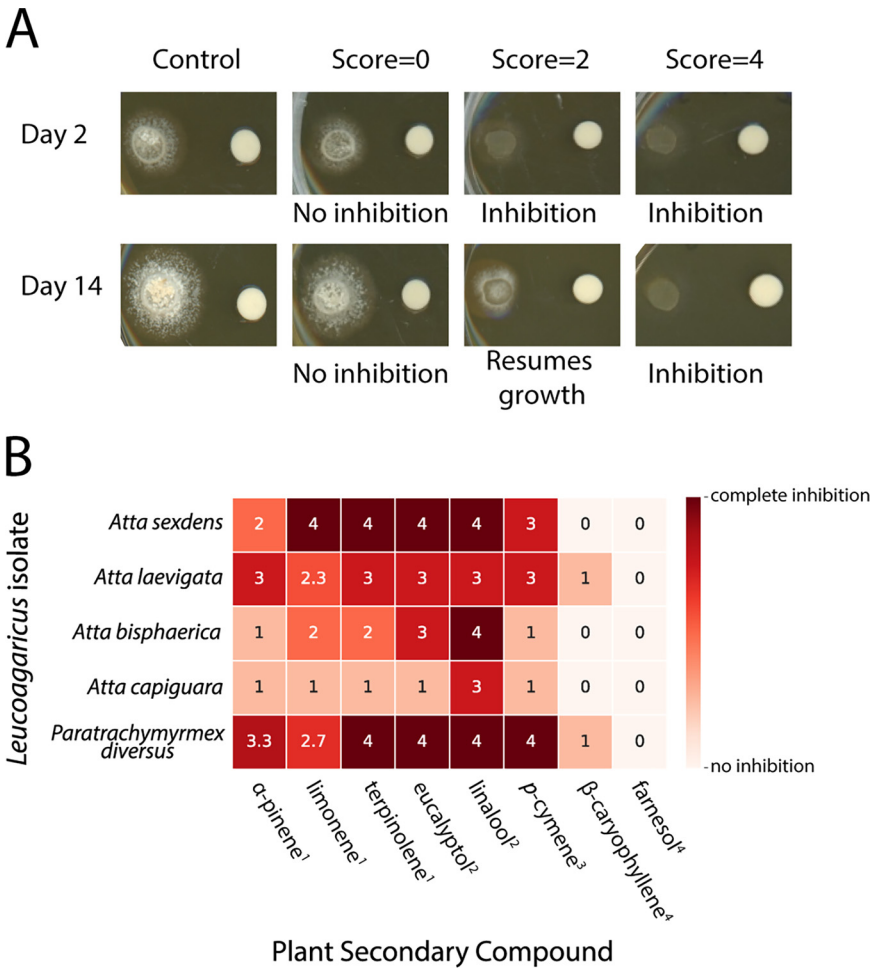 A
Control Score=0 Score=2 Score=4
Day 2
No inhibition Inhibition Inhibition
Day 14
No inhibition Resumes growth Inhibition
B
Leucoagaricus isolate
Atta sexdens 2 4 4 4 4 3 0 0
Atta laevigata 3 2.3 3 3 3 3 1 0
Atta bisphaerica 1 2 2 3 4 1 0 0
Atta capiguara 1 1 1 1 3 1 0 0
Paratrachymyrmex diversus 3.3 2.7 4 4 4 4 1 0
complete inhibition
no inhibition
α-pinene¹
limonene¹
terpinolene¹
eucalyptol²
linalool²
p-cymene³
β-caryophyllene⁴
farnesol⁴
Plant Secondary Compound